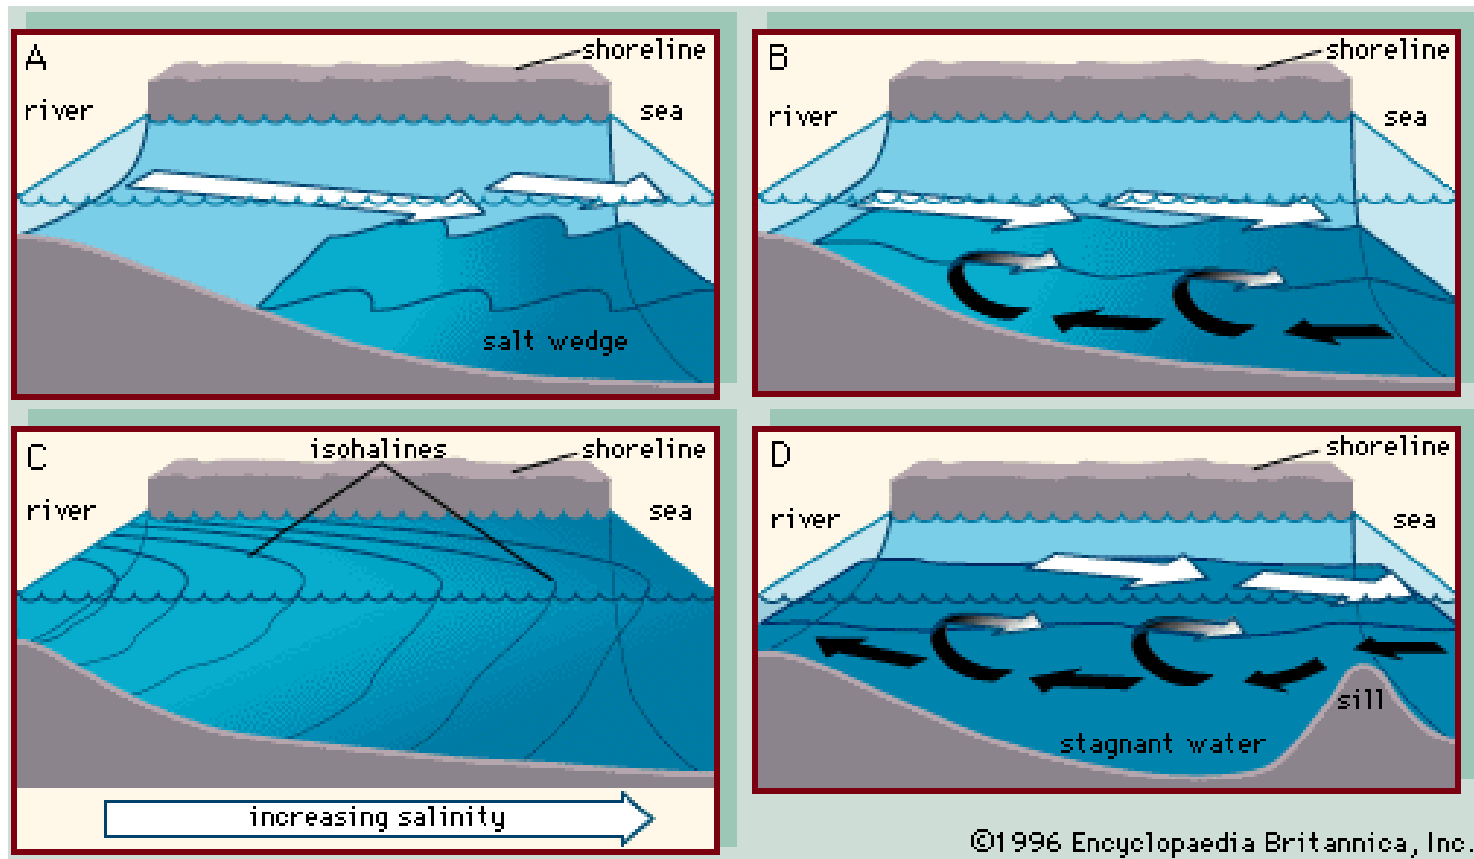 A
shoreline
river
sea
salt wedge
B
shoreline
river
sea
C
isohalines
shoreline
river
sea
increasing salinity
D
shoreline
river
sea
sill
stagnant water
©1996 Encyclopaedia Britannica, Inc.